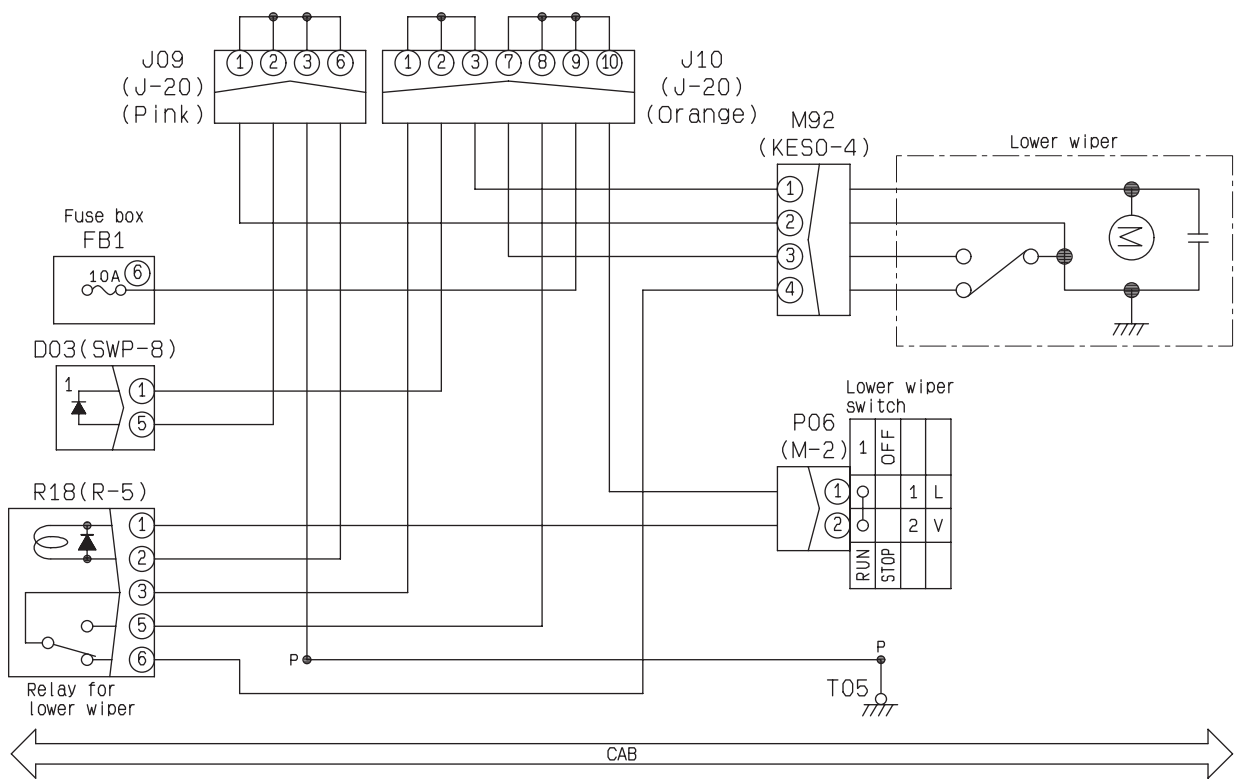 J09
(J-20)
(Pink)
1 2 3 6
1 2 3 7 8 9 10
J10
(J-20)
(Orange)
M92
(KESO-4)
1
2
3
4
Lower wiper
M
Fuse box
FB1
10A 6
D03(SWP-8)
1
1
5
R18(R-5)
1
2
3
5
6
Relay for
lower wiper
P
P
T05
Lower wiper
switch
P06
(M-2)
1 OFF
1 1 L
2 2 V
RUN STOP
CAB